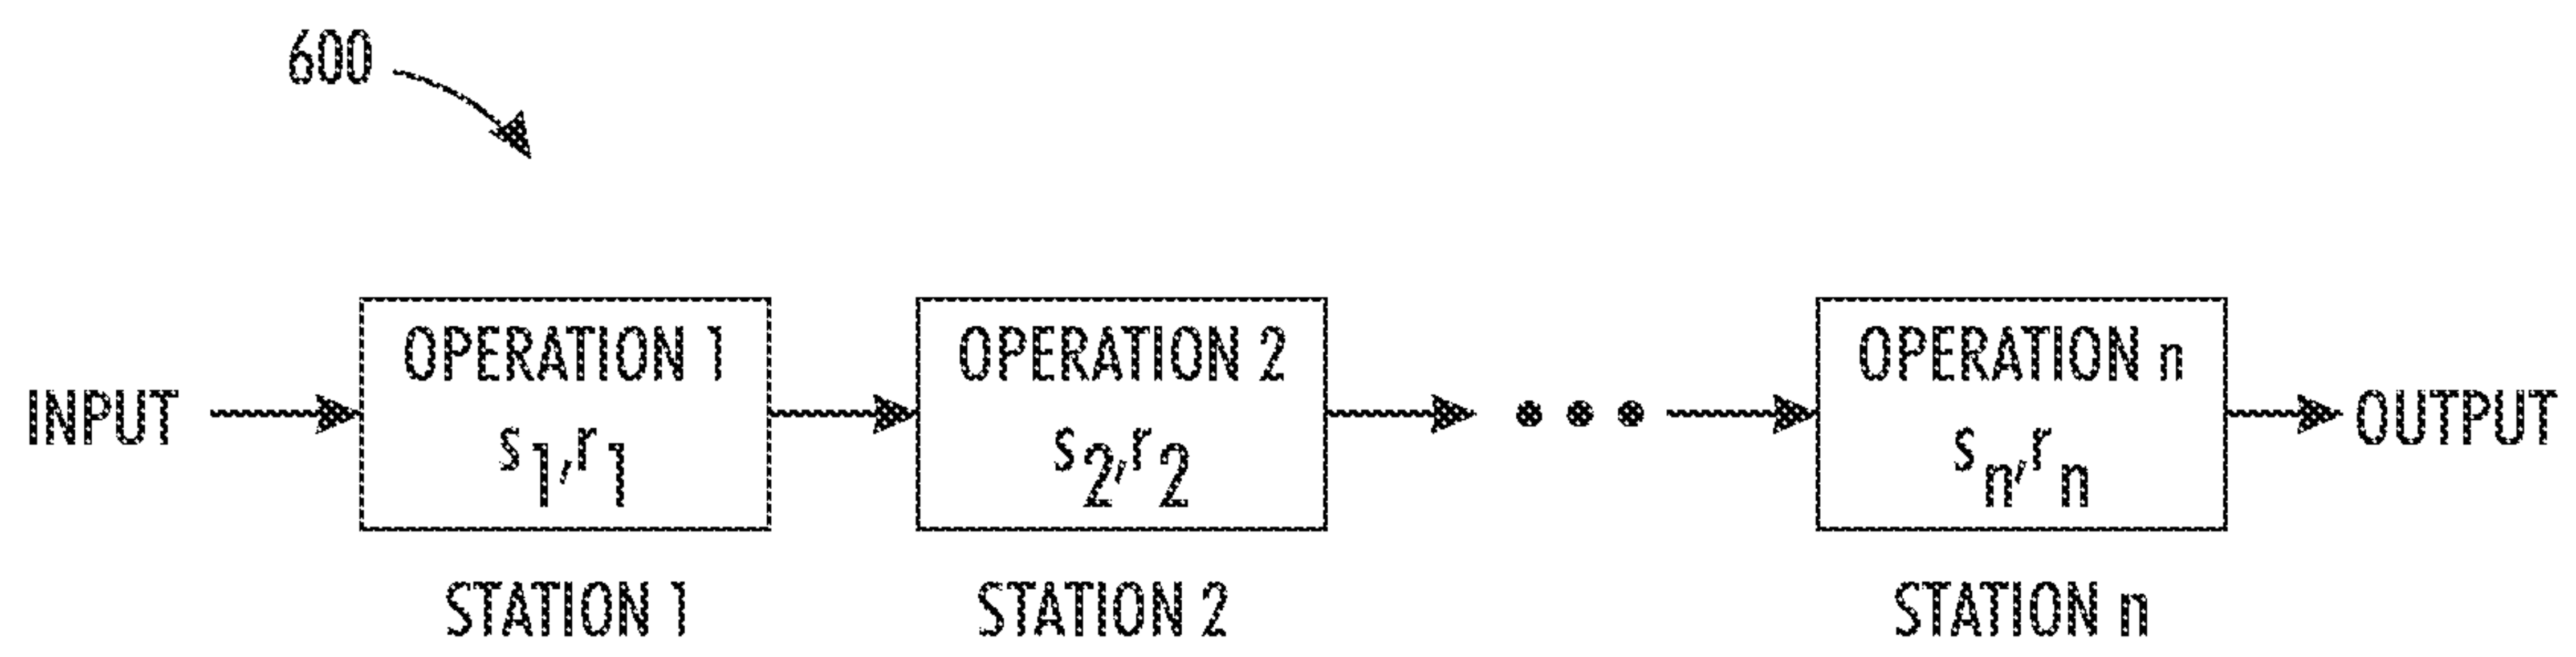 600
INPUT
OPERATION 1
s1,r1
STATION 1
OPERATION 2
s2,r2
STATION 2
OPERATION n
sn,rn
STATION n
OUTPUT